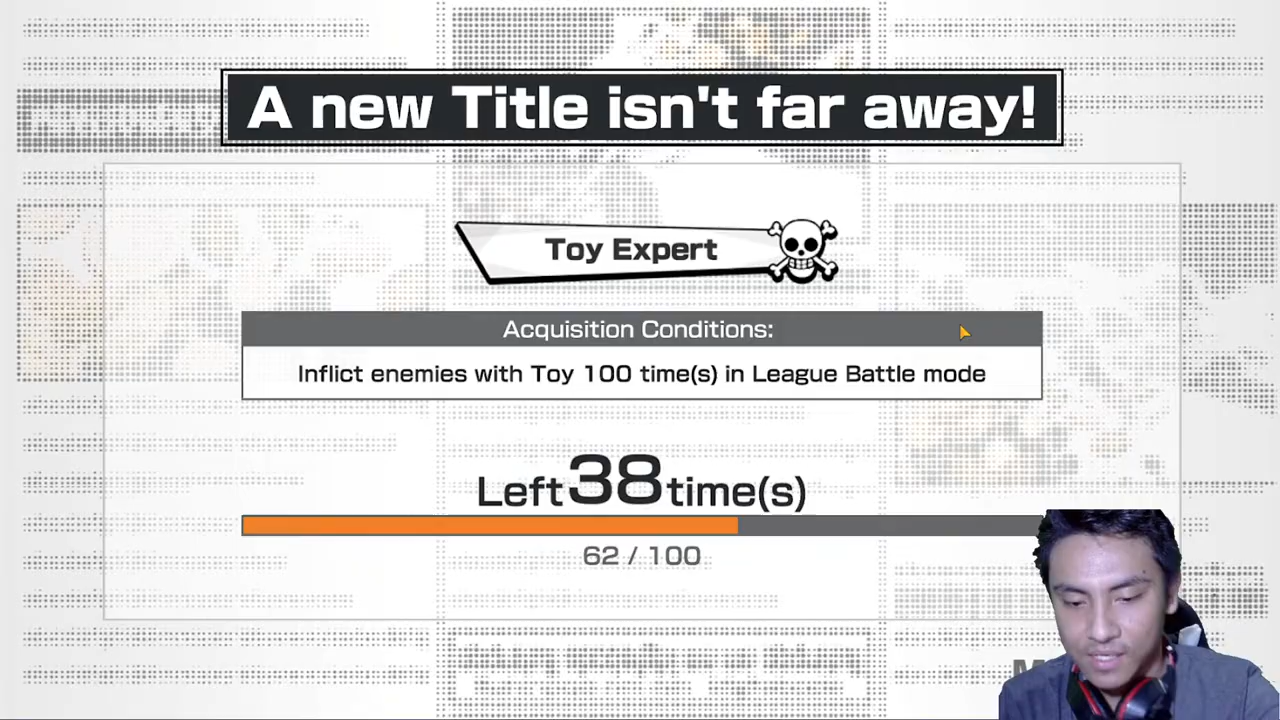 A new Title isn't far away!
Toy Expert
Acquisition Conditions:
Inflict enemies with Toy 100 time(s) in League Battle mode
Left 38 time(s)
62 / 100